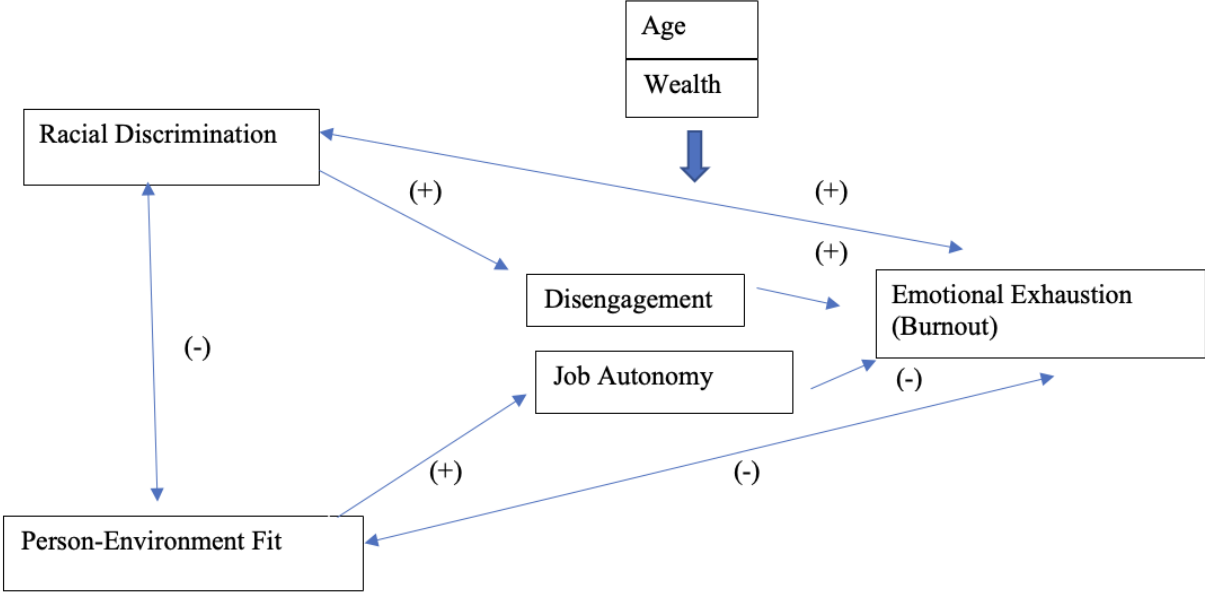 Age
Wealth
Racial Discrimination
(+)
(+)
(+)
Disengagement
Emotional Exhaustion
(Burnout)
(-)
Job Autonomy
(-)
(+)
(-)
Person-Environment Fit